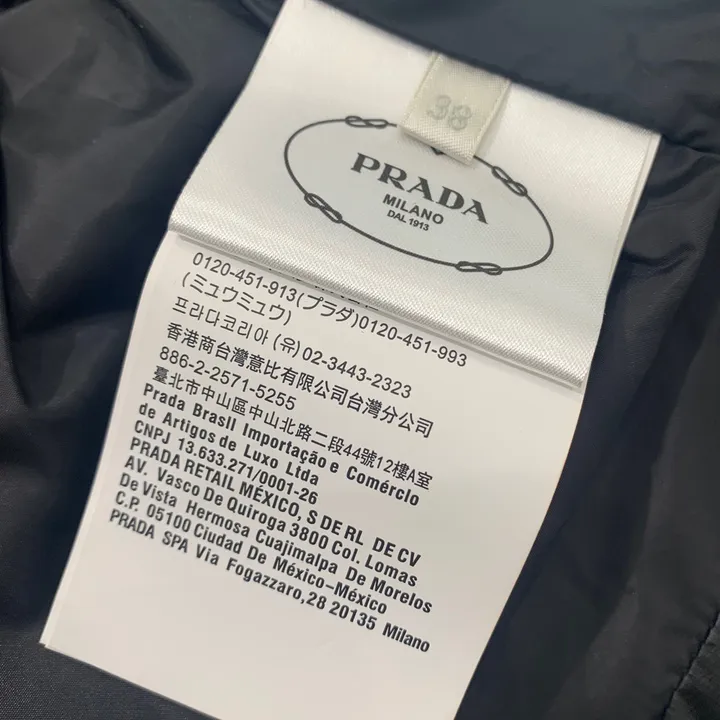 38
PRADA
MILANO
DAL 1913
0120-451-913(プラダ)0120-451-993
(ミュウミュウ)
프라다코리아 (유) 02-3443-2323
香港商台灣意比有限公司台灣分公司
886-2-2571-5255
臺北市中山區中山北路二段44號12樓A室
Prada Brasil Importação e Comércio
de Artigos de Luxo Ltda
CNPJ 13.633.271/0001-26
PRADA RETAIL MÉXICO, S DE RL DE CV
AV. Vasco De Quiroga 3800 Col. Lomas
De Vista Hermosa Cuajimalpa De Morelos
C.P. 05100 Ciudad De México-México
PRADA SPA Via Fogazzaro,28 20135 Milano